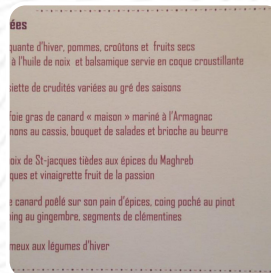 ées
quante d'hiver, pommes, croûtons et fruits secs
à l'huile de noix et balsamique servie en coque croustillante
siette de crudités variées au gré des saisons
foie gras de canard « maison » mariné à l'Armagnac
nons au cassis, bouquet de salades et brioche au beurre
oix de St-jacques tièdes aux épices du Maghreb
ques et vinaigrette fruit de la passion
e canard poêlé sur son pain d'épices, coing poché au pinot
ing au gingembre, segments de clémentines
meux aux légumes d'hiver